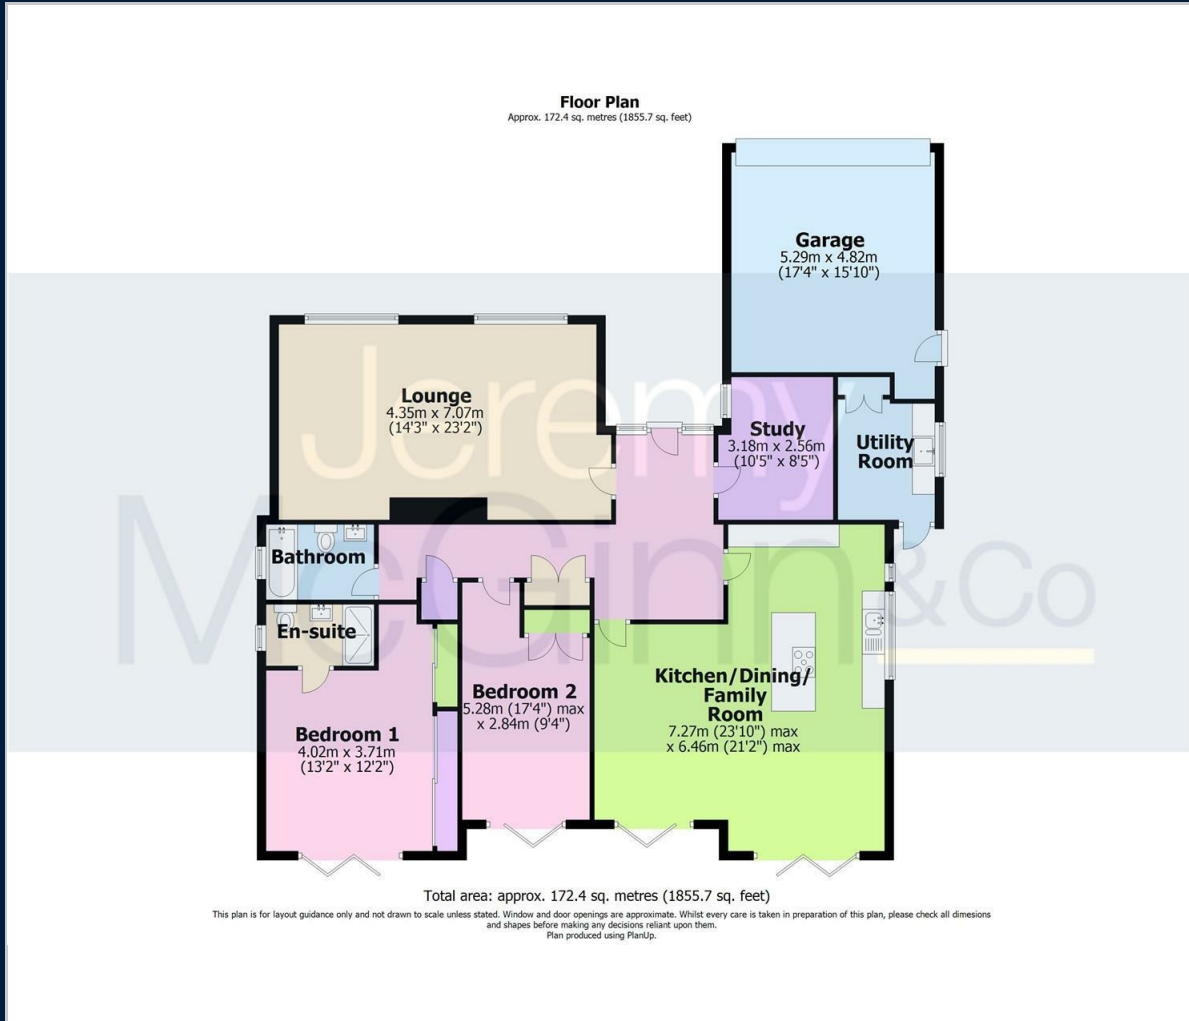 Floor Plan
Approx. 172.4 sq. metres (1855.7 sq. feet)
Garage
5.29m x 4.82m
(17'4" x 15'10")
Lounge
4.35m x 7.07m
(14'3" x 23'2")
Study
3.18m x 2.56m
(10'5" x 8'5")
Utility
Room
Jeremy
McGinn & Co
Bathroom
En-suite
Bedroom 1
4.02m x 3.71m
(13'2" x 12'2")
Bedroom 2
5.28m (17'4") max
x 2.84m (9'4")
Kitchen/Dining/
Family
Room
7.27m (23'10") max
x 6.46m (21'2") max
Total area: approx. 172.4 sq. metres (1855.7 sq. feet)
This plan is for layout guidance only and not drawn to scale unless stated. Window and door openings are approximate. Whilst every care is taken in preparation of this plan, please check all dimesions
and shapes before making any decisions reliant upon them.
Plan produced using PlanUp.